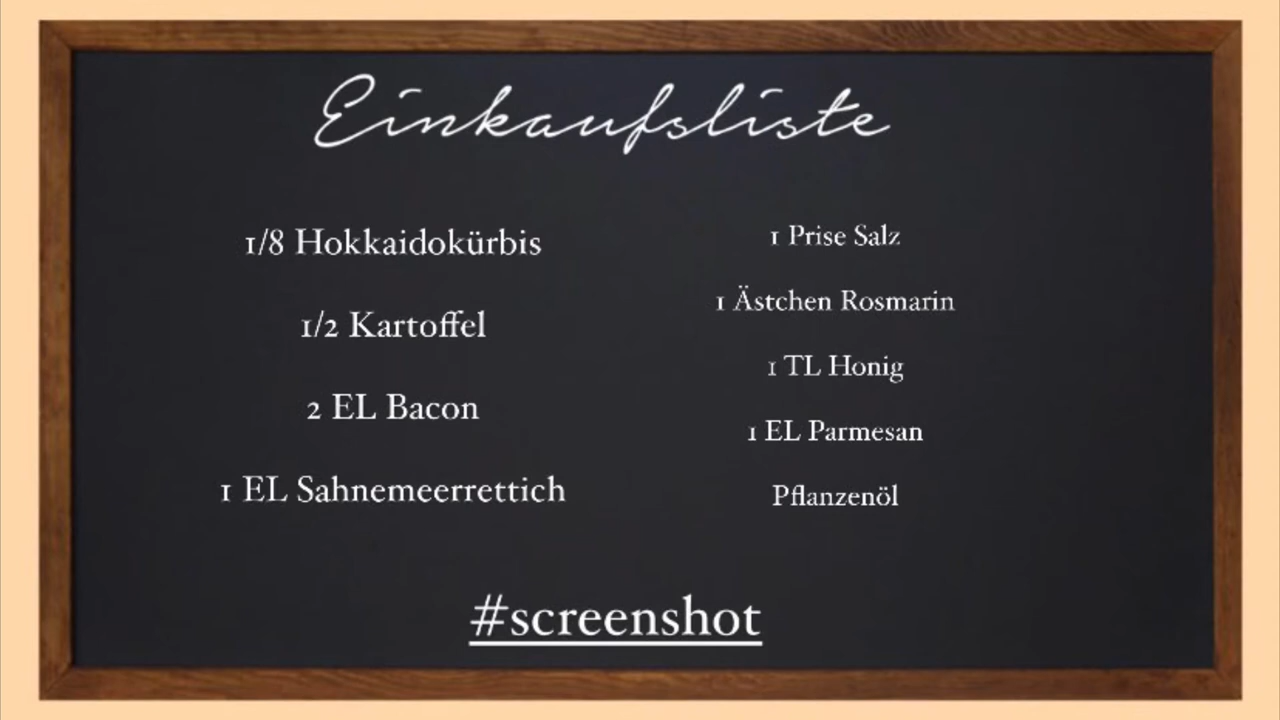 Einkaufsliste
1/8 Hokkaidokürbis
1/2 Kartoffel
2 EL Bacon
1 EL Sahnemeerrettich
1 Prise Salz
1 Ästchen Rosmarin
1 TL Honig
1 EL Parmesan
Pflanzenöl
#screenshot